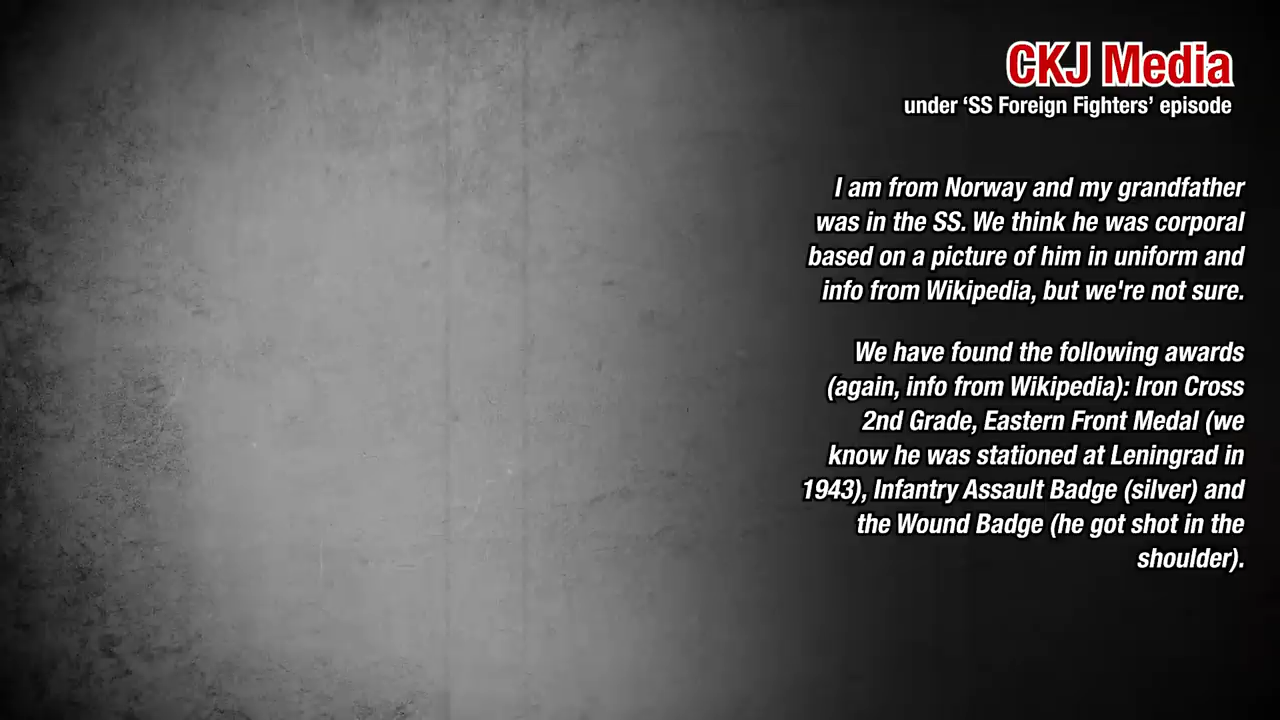 CKJ Media
under ‘SS Foreign Fighters’ episode
I am from Norway and my grandfather
was in the SS. We think he was corporal
based on a picture of him in uniform and
info from Wikipedia, but we're not sure.
We have found the following awards
(again, info from Wikipedia): Iron Cross
2nd Grade, Eastern Front Medal (we
know he was stationed at Leningrad in
1943), Infantry Assault Badge (silver) and
the Wound Badge (he got shot in the
shoulder).